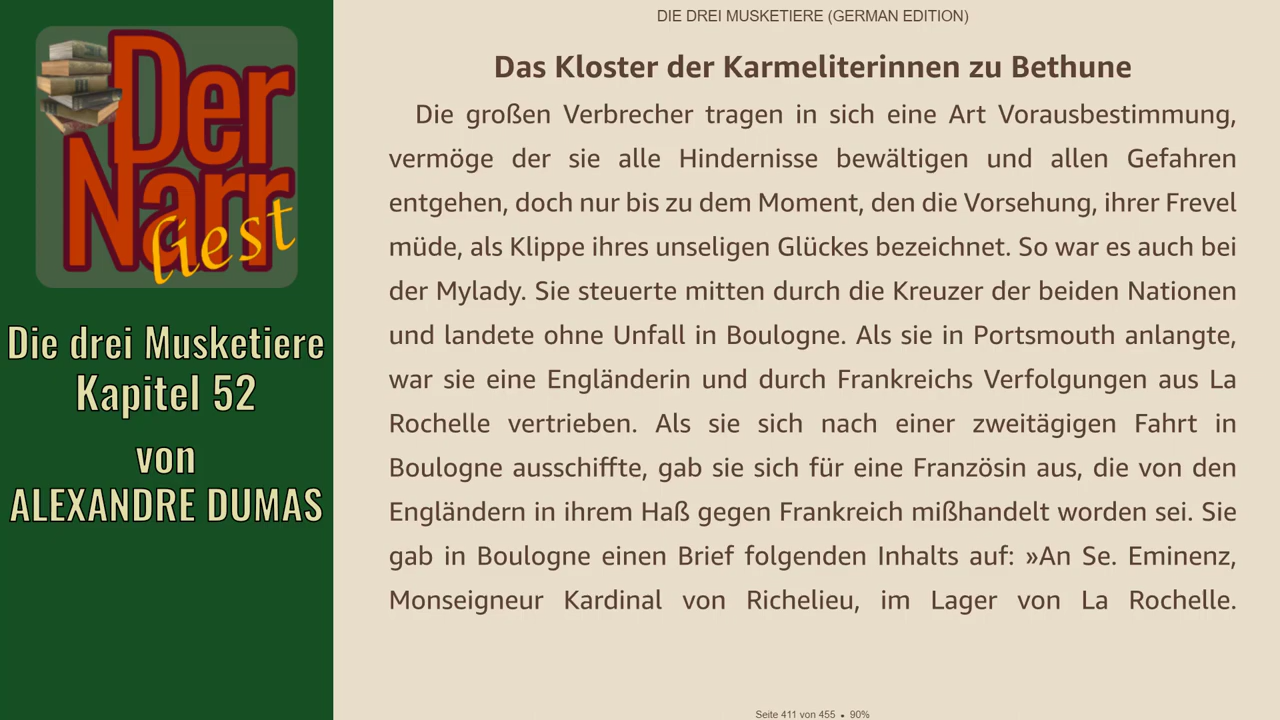 Der
Narr
liest
Die drei Musketiere
Kapitel 52
von
ALEXANDRE DUMAS
DIE DREI MUSKETIERE (GERMAN EDITION)
Das Kloster der Karmeliterinnen zu Bethune
Die großen Verbrecher tragen in sich eine Art Vorausbestimmung,
vermöge der sie alle Hindernisse bewältigen und allen Gefahren
entgehen, doch nur bis zu dem Moment, den die Vorsehung, ihrer Frevel
müde, als Klippe ihres unseligen Glückes bezeichnet. So war es auch bei
der Mylady. Sie steuerte mitten durch die Kreuzer der beiden Nationen
und landete ohne Unfall in Boulogne. Als sie in Portsmouth anlangte,
war sie eine Engländerin und durch Frankreichs Verfolgungen aus La
Rochelle vertrieben. Als sie sich nach einer zweitägigen Fahrt in
Boulogne ausschiffte, gab sie sich für eine Französin aus, die von den
Engländern in ihrem Haß gegen Frankreich mißhandelt worden sei. Sie
gab in Boulogne einen Brief folgenden Inhalts auf: »An Se. Eminenz,
Monseigneur Kardinal von Richelieu, im Lager von La Rochelle.
Seite 411 von 455 • 90%